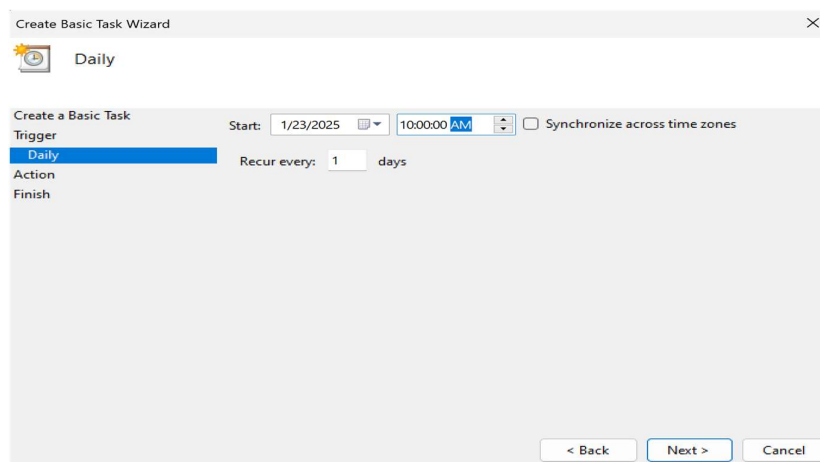 Create Basic Task Wizard
Daily
Create a Basic Task
Trigger
Daily
Action
Finish
Start: 1/23/2025 10:00:00 AM Synchronize across time zones
Recur every: 1 days
< Back Next > Cancel